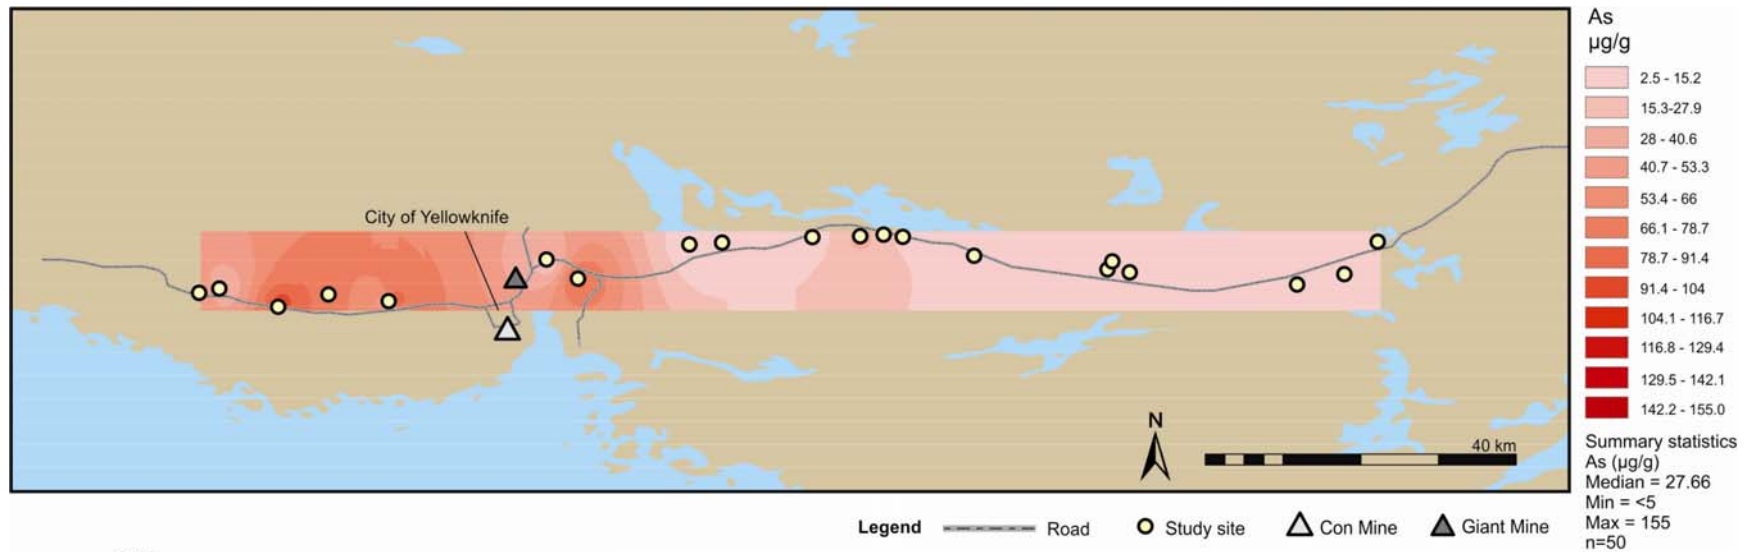 City of Yellowknife
N
40 km
Legend
Road
Study site
Con Mine
Giant Mine
As
µg/g
2.5 - 15.2
15.3-27.9
28 - 40.6
40.7 - 53.3
53.4 - 66
66.1 - 78.7
78.7 - 91.4
91.4 - 104
104.1 - 116.7
116.8 - 129.4
129.5 - 142.1
142.2 - 155.0
Summary statistics
As (µg/g)
Median = 27.66
Min = <5
Max = 155
n=50